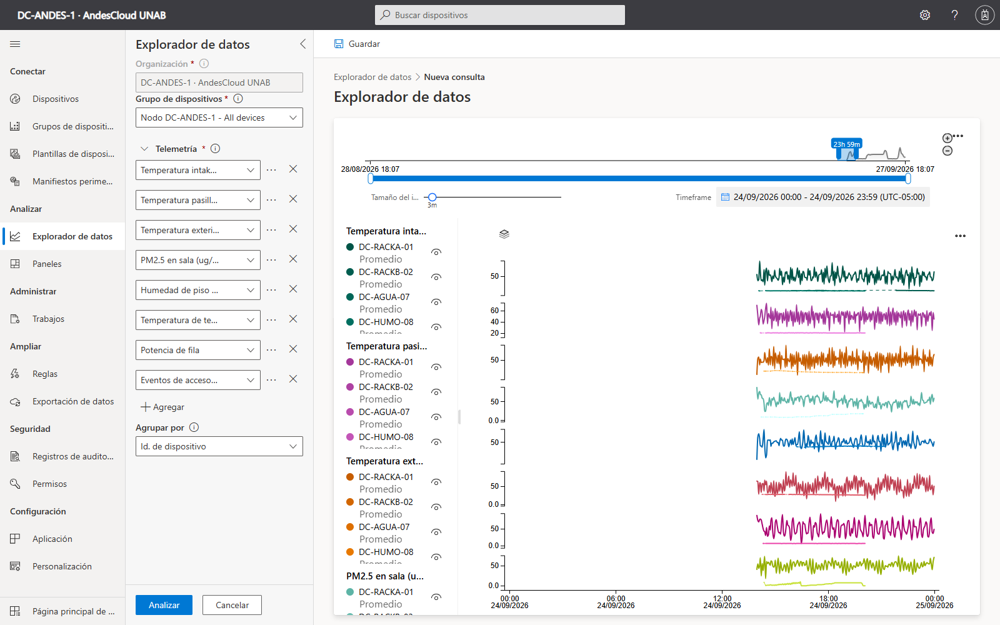 DC-ANDES-1 · AndesCloud UNAB
Buscar dispositivos
Conectar
Dispositivos
Grupos de dispositi...
Plantillas de disposi...
Manifiestos perime...
Analizar
Explorador de datos
Paneles
Administrar
Trabajos
Ampliar
Reglas
Exportación de datos
Seguridad
Registros de audito...
Permisos
Configuración
Aplicación
Personalización
Página principal de ...
Explorador de datos
Organización *
DC-ANDES-1 · AndesCloud UNAB
Grupo de dispositivos *
Nodo DC-ANDES-1 - All devices
Telemetría *
Temperatura intak...
Temperatura pasill...
Temperatura exteri...
PM2.5 en sala (ug/...
Humedad de piso ...
Temperatura de te...
Potencia de fila
Eventos de acceso...
Agregar
Agrupar por
Id. de dispositivo
Analizar
Cancelar
Guardar
Explorador de datos > Nueva consulta
Explorador de datos
23h 59m
28/08/2026 18:07
27/09/2026 18:07
Tamaño del i...
3m
Timeframe
24/09/2026 00:00 - 24/09/2026 23:59 (UTC-05:00)
Temperatura inta...
DC-RACKA-01
Promedio
DC-RACKB-02
Promedio
DC-AGUA-07
Promedio
DC-HUMO-08
Temperatura pasi...
DC-RACKA-01
Promedio
DC-RACKB-02
Promedio
DC-AGUA-07
Promedio
DC-HUMO-08
Temperatura ext...
DC-RACKA-01
Promedio
DC-RACKB-02
Promedio
DC-AGUA-07
Promedio
DC-HUMO-08
PM2.5 en sala (u...
DC-RACKA-01
Promedio
50
60
40
20
50
50
0.0
50
50
0.0
50
0.0
50
0.0
00:00
24/09/2026
06:00
24/09/2026
12:00
24/09/2026
18:00
24/09/2026
00:00
25/09/2026